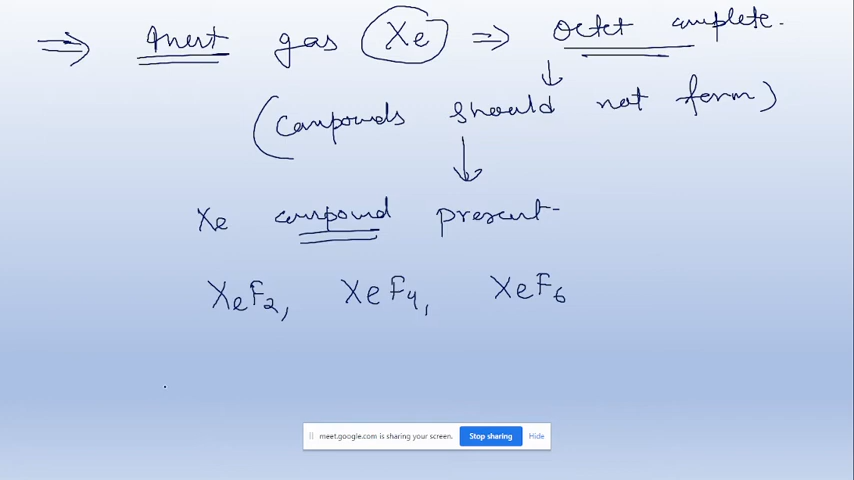 ⇒ Inert gas Xe ⇒ Octet complete.
(Compounds should not form)
Xe compound present
XeF2, XeF4, XeF6
meet.google.com is sharing your screen. Stop sharing Hide